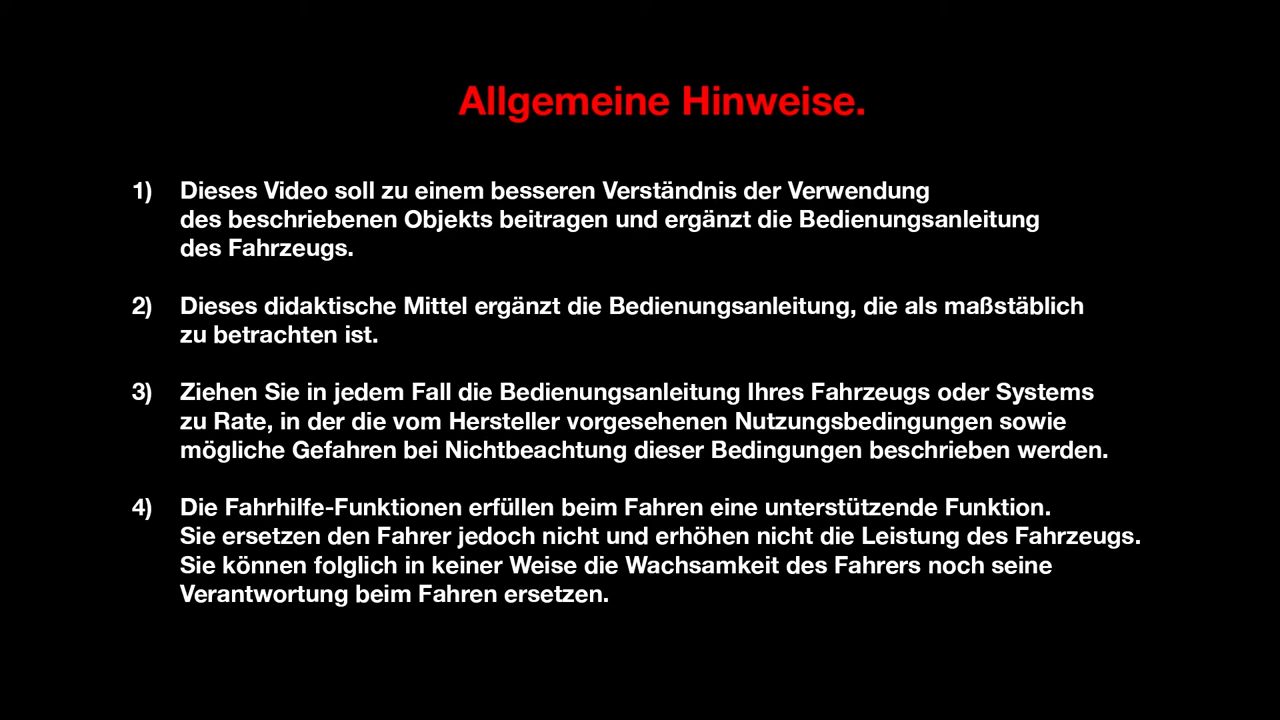 Allgemeine Hinweise.
1) Dieses Video soll zu einem besseren Verständnis der Verwendung
des beschriebenen Objekts beitragen und ergänzt die Bedienungsanleitung
des Fahrzeugs.
2) Dieses didaktische Mittel ergänzt die Bedienungsanleitung, die als maßstäblich
zu betrachten ist.
3) Ziehen Sie in jedem Fall die Bedienungsanleitung Ihres Fahrzeugs oder Systems
zu Rate, in der die vom Hersteller vorgesehenen Nutzungsbedingungen sowie
mögliche Gefahren bei Nichtbeachtung dieser Bedingungen beschrieben werden.
4) Die Fahrhilfe-Funktionen erfüllen beim Fahren eine unterstützende Funktion.
Sie ersetzen den Fahrer jedoch nicht und erhöhen nicht die Leistung des Fahrzeugs.
Sie können folglich in keiner Weise die Wachsamkeit des Fahrers noch seine
Verantwortung beim Fahren ersetzen.